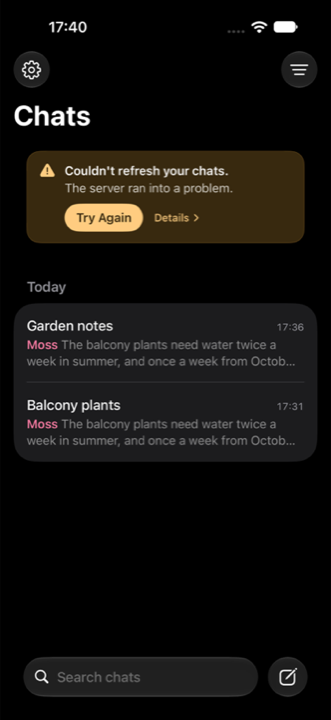 17:40
Chats
Couldn't refresh your chats.
The server ran into a problem.
Try Again
Details
Today
Garden notes
17:36
Moss The balcony plants need water twice a
week in summer, and once a week from Octob...
Balcony plants
17:31
Moss The balcony plants need water twice a
week in summer, and once a week from Octob...
Search chats